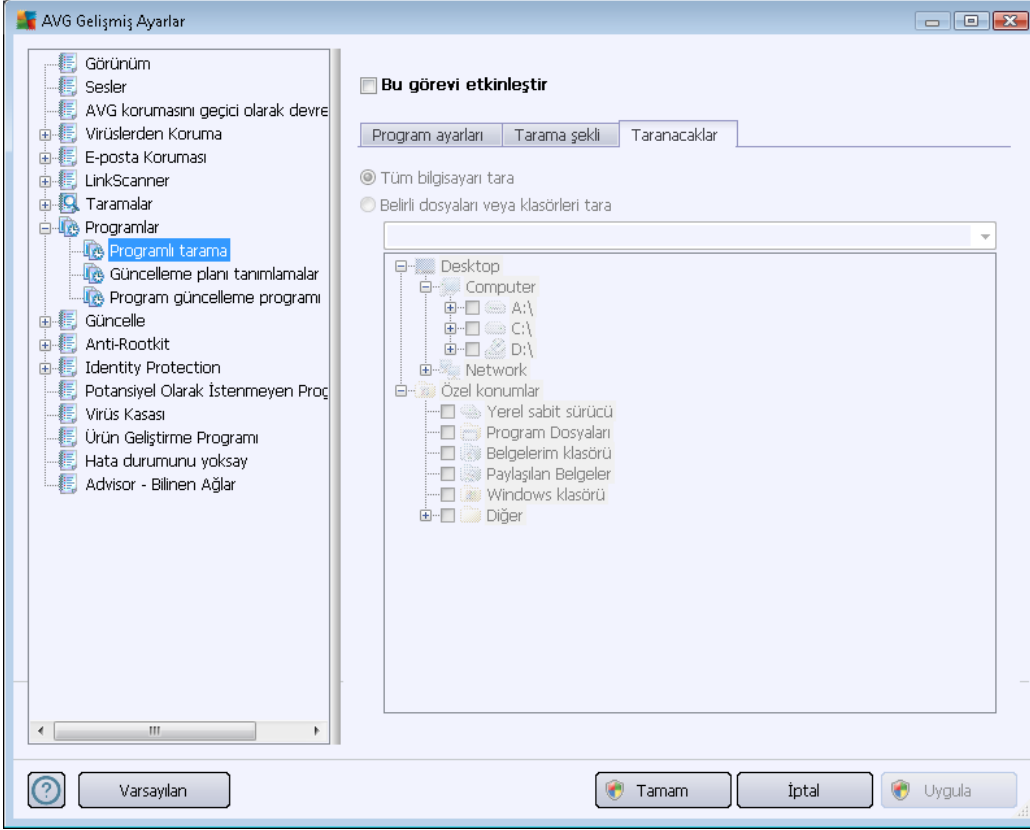 AVG Gelişmiş Ayarlar
Görünüm
Sesler
AVG korumasını geçici olarak devre
Virüslerden Koruma
E-posta Koruması
LinkScanner
Taramalar
Programlar
Programlı tarama
Güncelleme planı tanımlamalar
Program güncelleme programı
Güncelle
Anti-Rootkit
Identity Protection
Potansiyel Olarak İstenmeyen Prog
Virüs Kasası
Ürün Geliştirme Programı
Hata durumunu yoksay
Advisor - Bilinen Ağlar
Bu görevi etkinleştir
Program ayarları
Tarama şekli
Taranacaklar
Tüm bilgisayarı tara
Belirli dosyaları veya klasörleri tara
Desktop
Computer
A:\
C:\
D:\
Network
Özel konumlar
Yerel sabit sürücü
Program Dosyaları
Belgelerim klasörü
Paylaşılan Belgeler
Windows klasörü
Diğer
Varsayılan
Tamam
İptal
Uygula